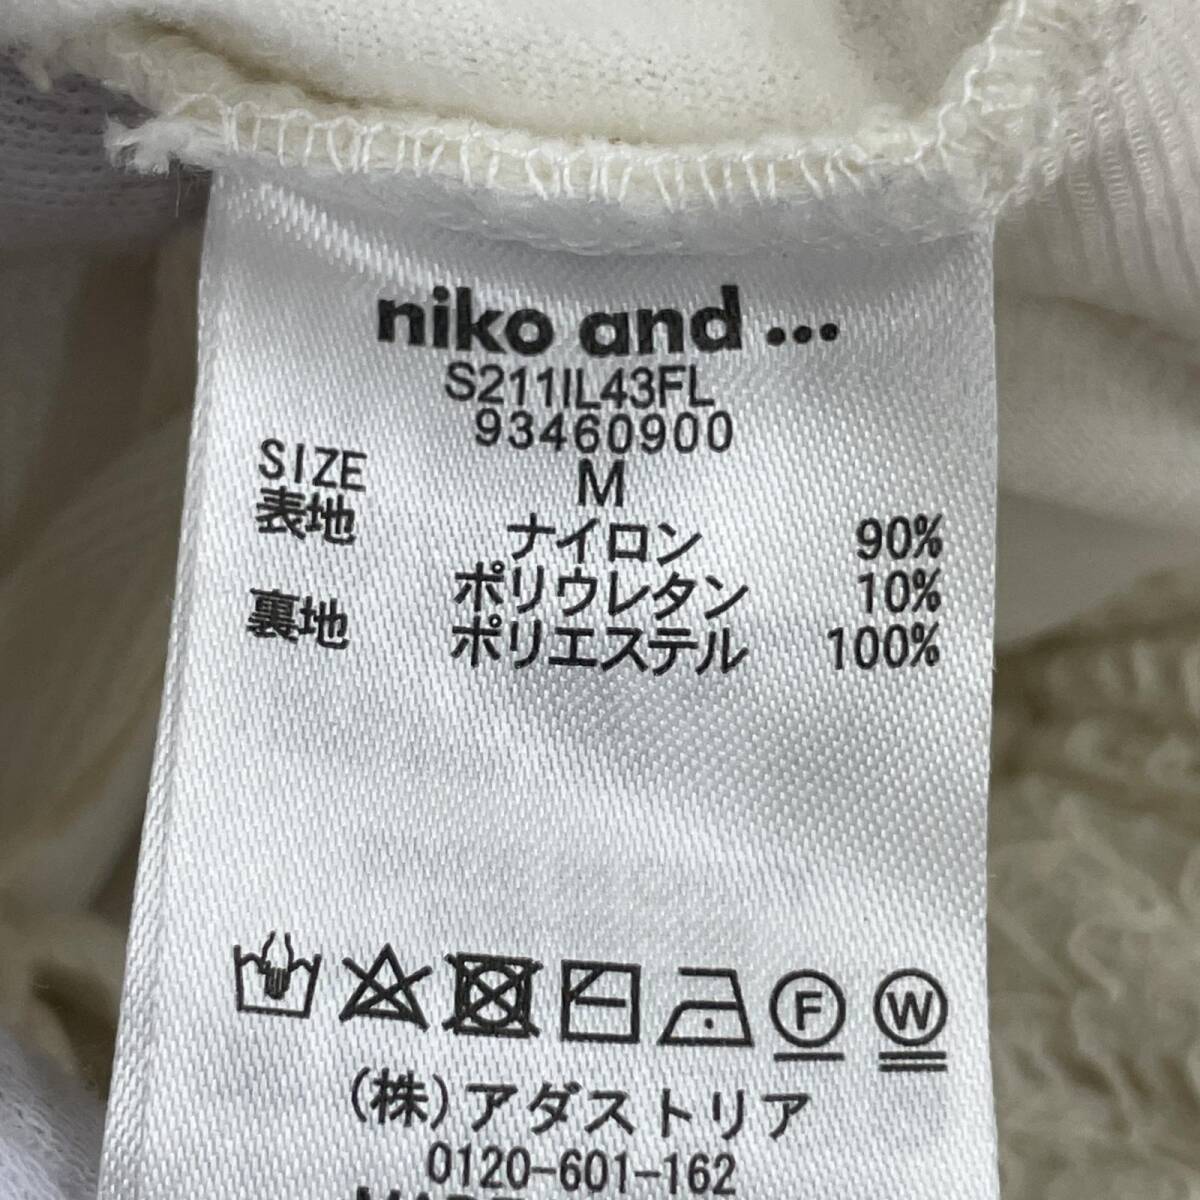 niko and ...
S211IL43FL
93460900
SIZE M
表地 ナイロン 90%
ポリウレタン 10%
裏地 ポリエステル 100%
F W
(株)アダストリア
0120-601-162